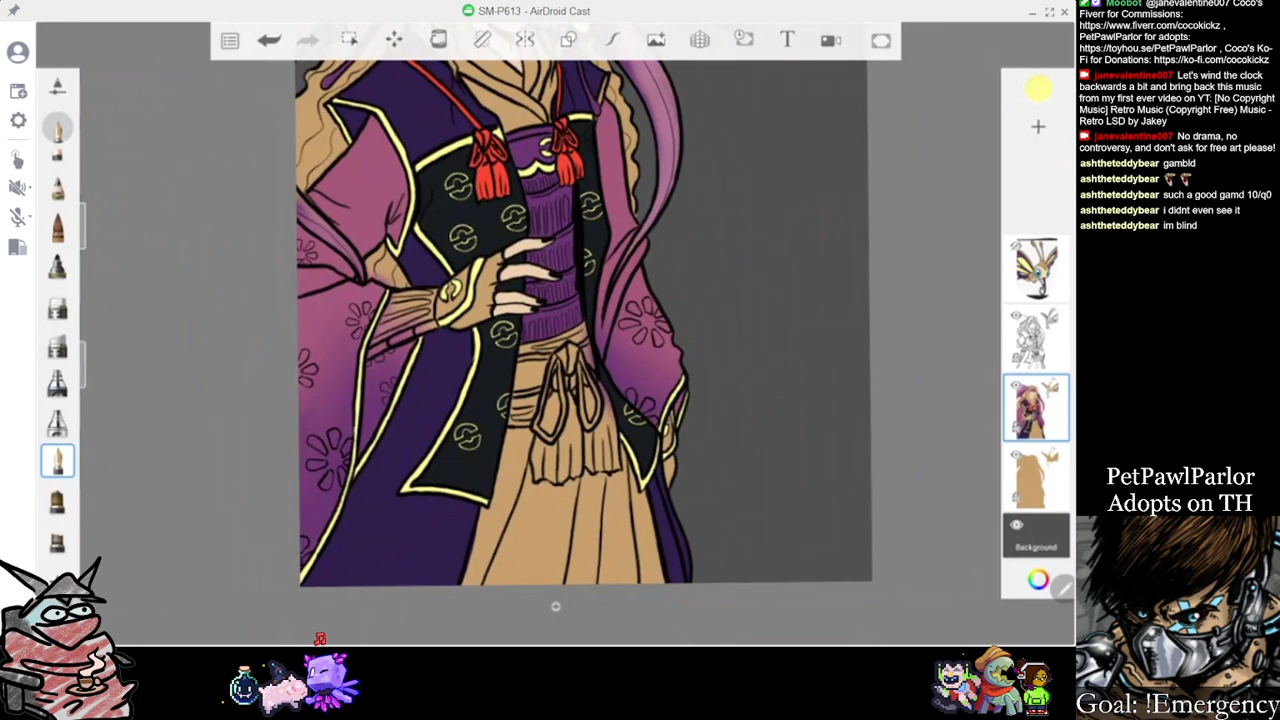 SM-P613 - AirDroid Cast
Moobot @janevalentine007 Coco's
Fiverr for Commissions:
https://www.fiverr.com/cocokickz ,
PetPawlParlor for adopts:
https://toyhou.se/PetPawlParlor , Coco's Ko-
Fi for Donations: https://ko-fi.com/cocokickz
janevalentine007 Let's wind the clock
backwards a bit and bring back this music
from my first ever video on YT: [No Copyright
Music] Retro Music (Copyright Free) Music -
Retro LSD by Jakey
janevalentine007 No drama, no
controversy, and don't ask for free art please!
ashtheteddybear gambld
ashtheteddybear
ashtheteddybear such a good gamd 10/q0
ashtheteddybear i didnt even see it
ashtheteddybear im blind
T
Background
PetPawlParlor
Adopts on TH
Goal: !Emergency